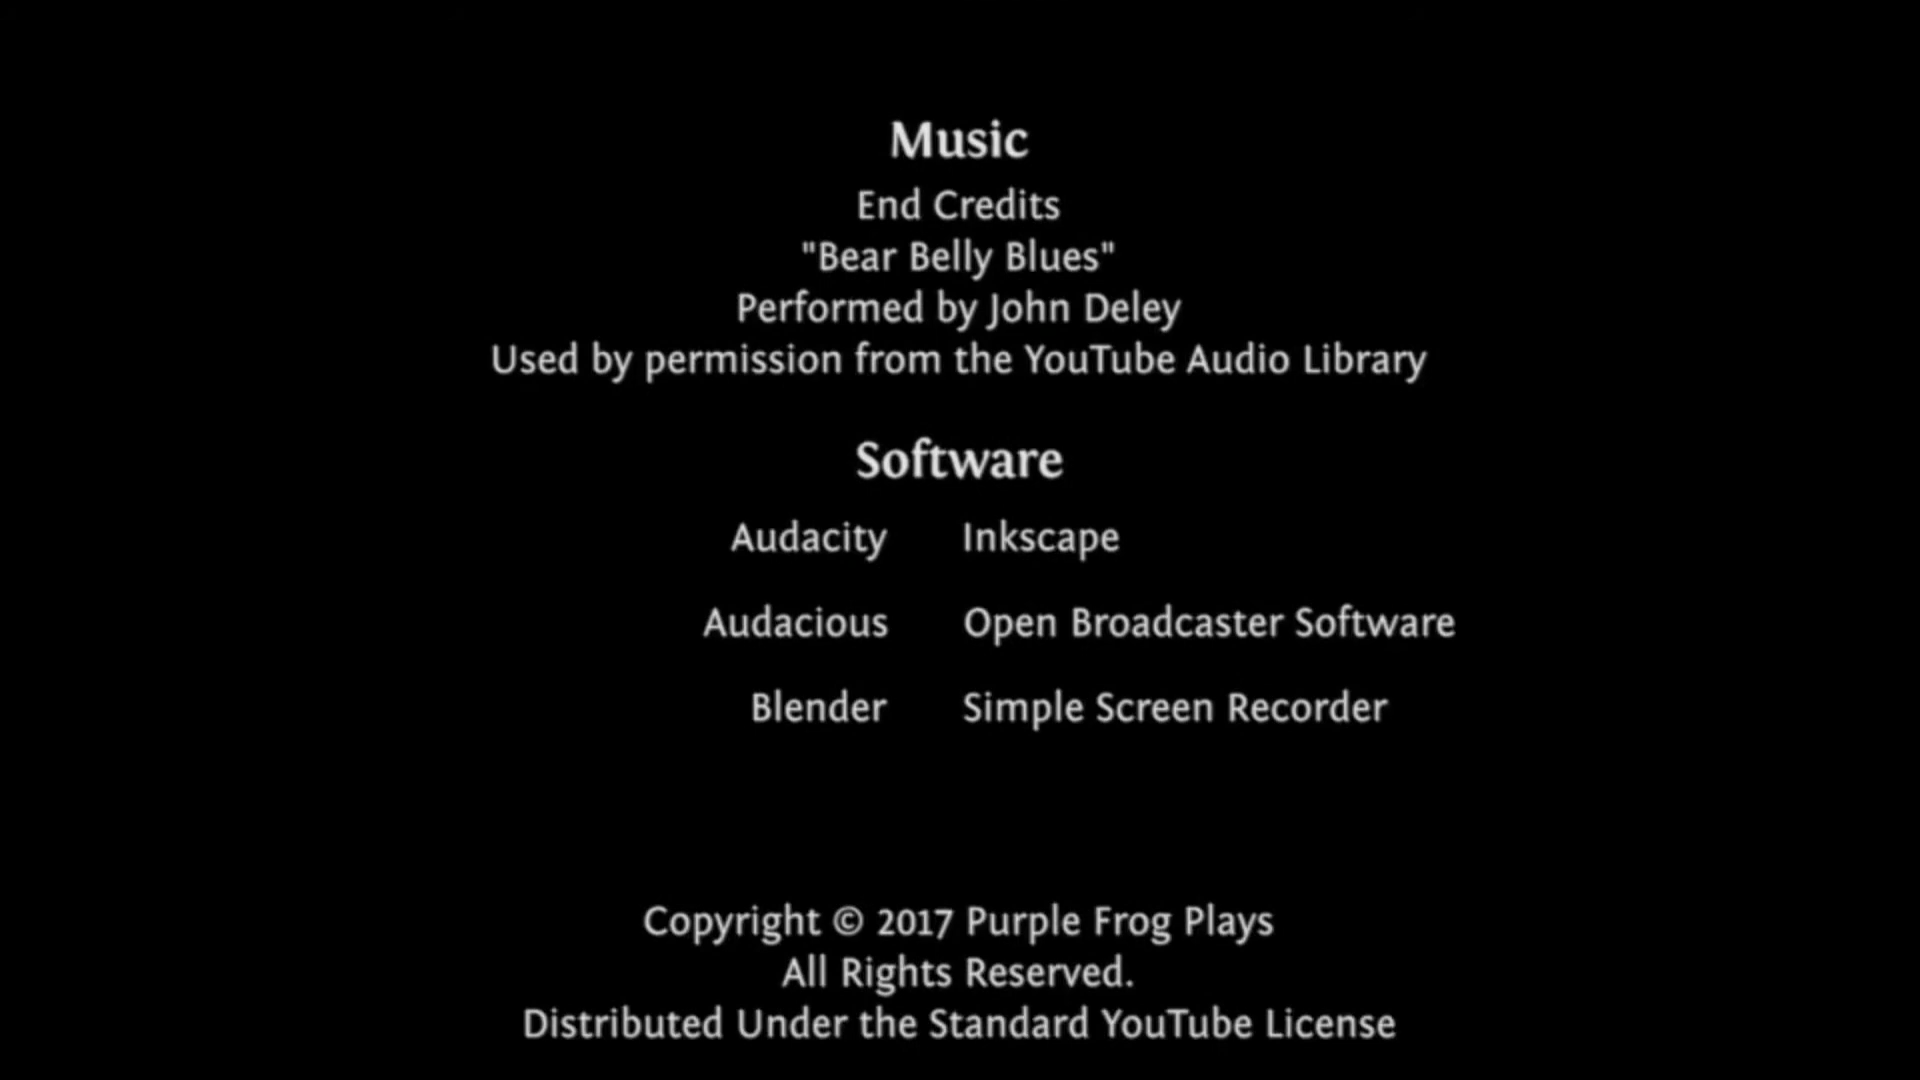 Music
End Credits
"Bear Belly Blues"
Performed by John Deley
Used by permission from the YouTube Audio Library
Software
Audacity Inkscape
Audacious Open Broadcaster Software
Blender Simple Screen Recorder
Copyright © 2017 Purple Frog Plays
All Rights Reserved.
Distributed Under the Standard YouTube License